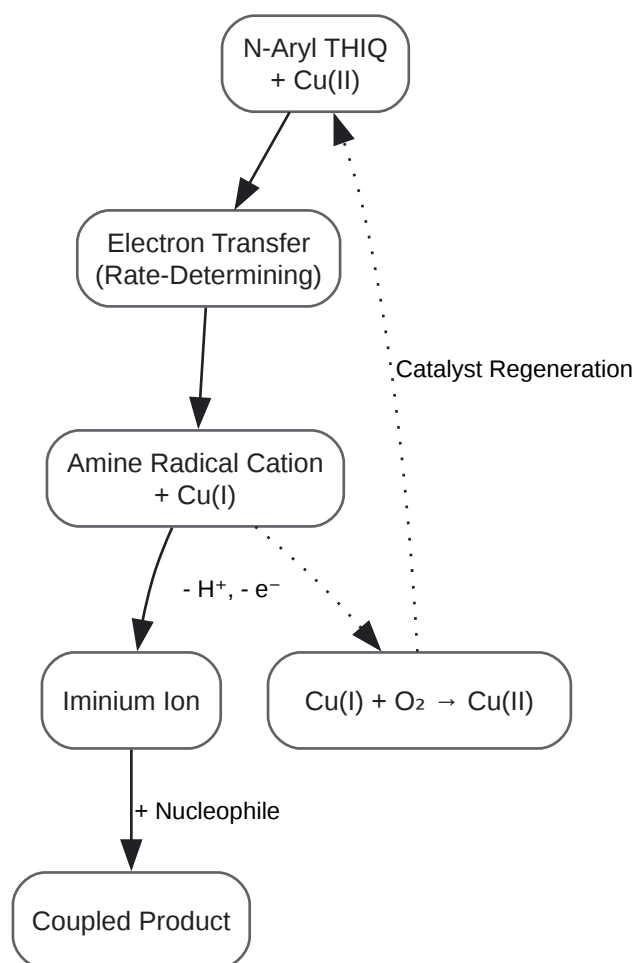 N-Aryl THIQ
+ Cu(II)
Electron Transfer
(Rate-Determining)
Catalyst Regeneration
Amine Radical Cation
+ Cu(I)
- H⁺, - e⁻
Iminium Ion
Cu(I) + O₂ → Cu(II)
+ Nucleophile
Coupled Product